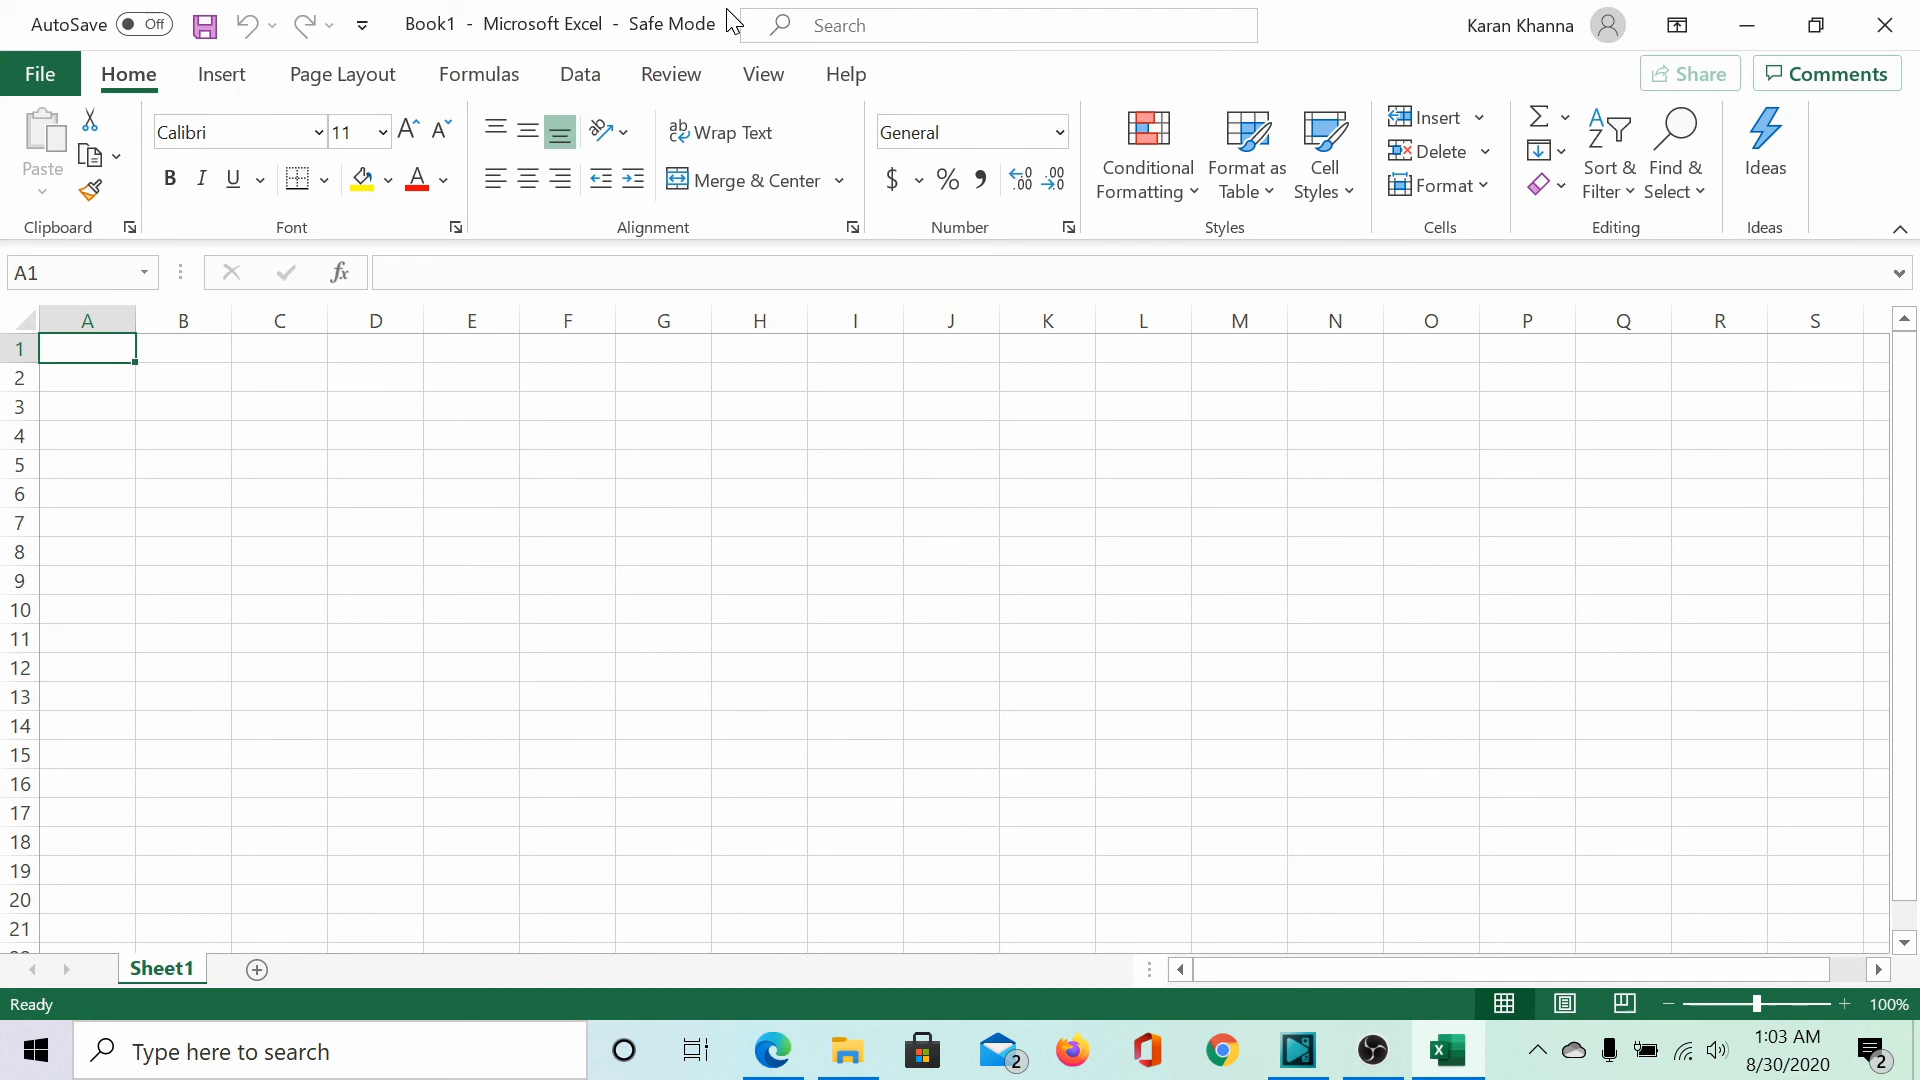 AutoSave Off Book1 - Microsoft Excel - Safe Mode Search Karan Khanna
File Home Insert Page Layout Formulas Data Review View Help Share Comments
Calibri 11 ab Wrap Text General Insert
Paste B I U A Merge & Center $ % Conditional Formatting Format as Table Cell Styles Delete Format Sort & Filter Find & Select Ideas
Clipboard Font Alignment Number Styles Cells Editing Ideas
A1 fx
A B C D E F G H I J K L M N O P Q R S
1
2
3
4
5
6
7
8
9
10
11
12
13
14
15
16
17
18
19
20
21
Sheet1
Ready 100%
Type here to search 2 1:03 AM
8/30/2020 2